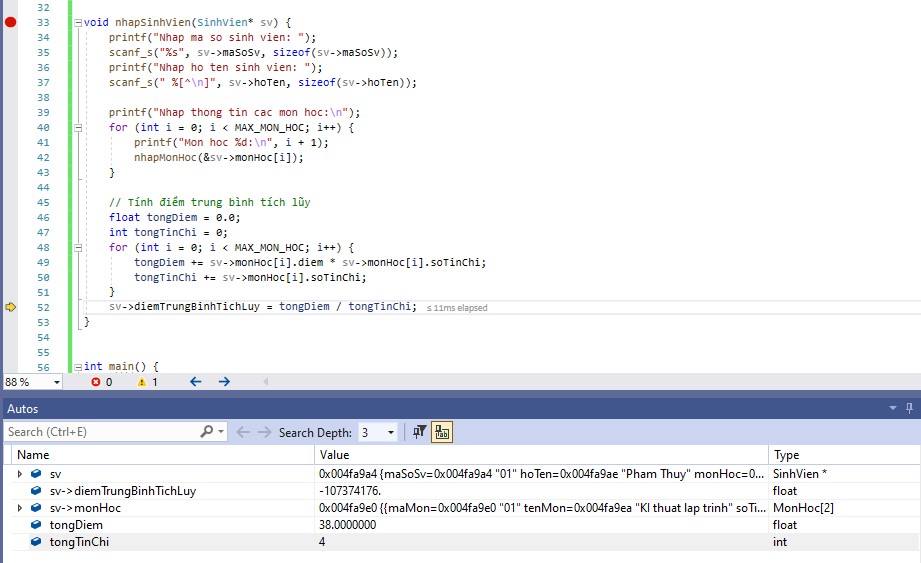 32
33 void nhapSinhVien(SinhVien* sv) {
34 printf("Nhap ma so sinh vien: ");
35 scanf_s("%s", sv->maSoSv, sizeof(sv->maSoSv));
36 printf("Nhap ho ten sinh vien: ");
37 scanf_s(" %[^\n]", sv->hoTen, sizeof(sv->hoTen));
38
39 printf("Nhap thong tin cac mon hoc:\n");
40 for (int i = 0; i < MAX_MON_HOC; i++) {
41 printf("Mon hoc %d:\n", i + 1);
42 nhapMonHoc(&sv->monHoc[i]);
43 }
44
45 // Tính điểm trung bình tích lũy
46 float tongDiem = 0.0;
47 int tongTinChi = 0;
48 for (int i = 0; i < MAX_MON_HOC; i++) {
49 tongDiem += sv->monHoc[i].diem * sv->monHoc[i].soTinChi;
50 tongTinChi += sv->monHoc[i].soTinChi;
51 }
52 sv->diemTrungBinhTichLuy = tongDiem / tongTinChi; ≤ 11ms elapsed
53 }
54
55
56 int main() {
88 % 0 1
Autos
Search (Ctrl+E) Search Depth: 3
Name Value Type
sv 0x004fa9a4 {maSoSv=0x004fa9a4 "01" hoTen=0x004fa9ae "Pham Thuy" monHoc=0... SinhVien *
sv->diemTrungBinhTichLuy -107374176. float
sv->monHoc 0x004fa9e0 {{maMon=0x004fa9e0 "01" tenMon=0x004fa9ea "KI thuat lap trinh" soTi... MonHoc[2]
tongDiem 38.0000000 float
tongTinChi 4 int